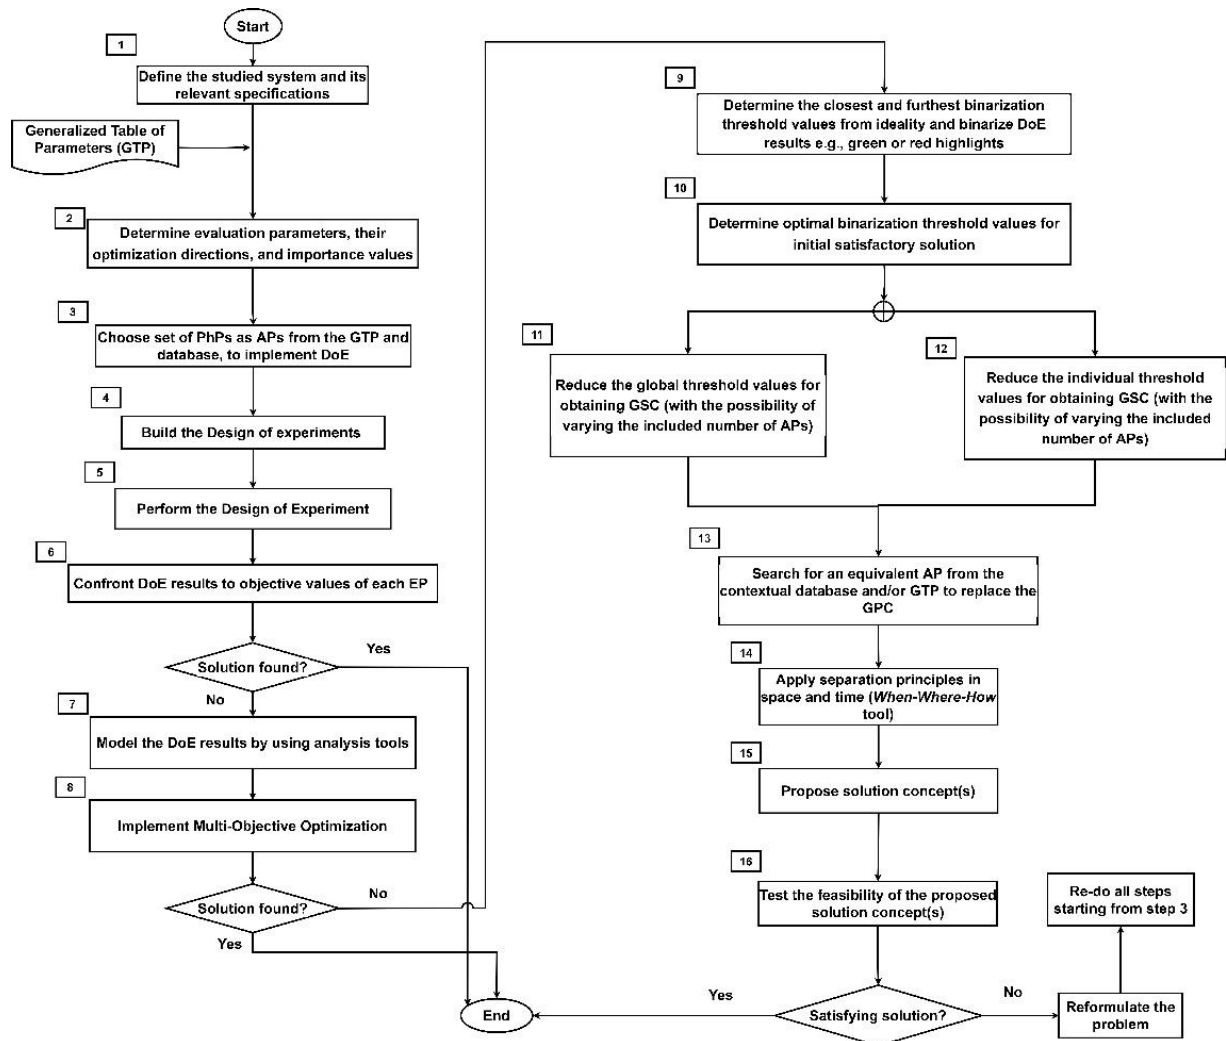 Start
1
Define the studied system and its
relevant specifications
Generalized Table of
Parameters (GTP)
2
Determine evaluation parameters, their
optimization directions, and importance values
3
Choose set of PhPs as APs from the GTP and
database, to implement DoE
4
Build the Design of experiments
5
Perform the Design of Experiment
6
Confront DoE results to objective values of each EP
Solution found?
Yes
No
7
Model the DoE results by using analysis tools
8
Implement Multi-Objective Optimization
Solution found?
No
Yes
End
9
Determine the closest and furthest binarization
threshold values from ideality and binarize DoE
results e.g., green or red highlights
10
Determine optimal binarization threshold values for
initial satisfactory solution
11
Reduce the global threshold values for
obtaining GSC (with the possibility of
varying the included number of APs)
12
Reduce the individual threshold
values for obtaining GSC (with the
possibility of varying the included
number of APs)
13
Search for an equivalent AP from the
contextual database and/or GTP to replace the
GPC
14
Apply separation principles in
space and time (When-Where-How
tool)
15
Propose solution concept(s)
16
Test the feasibility of the proposed
solution concept(s)
Satisfying solution?
Yes
No
Reformulate the
problem
Re-do all steps
starting from step 3